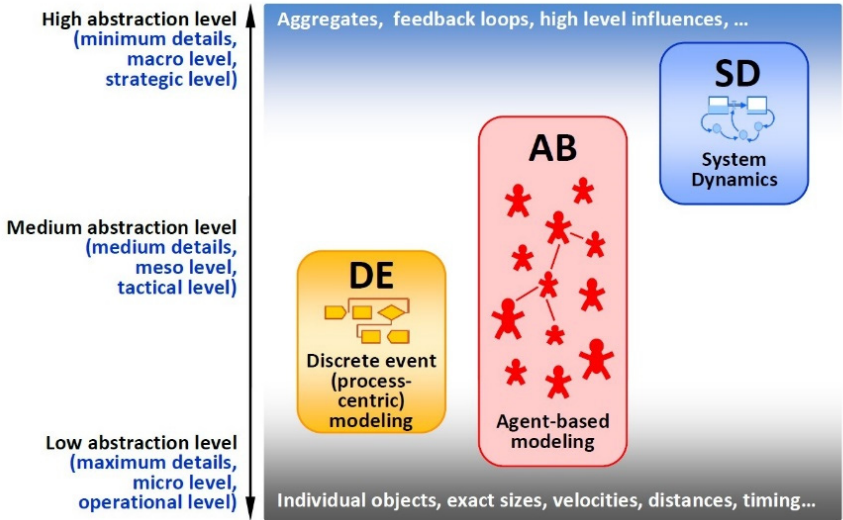 High abstraction level
(minimum details,
macro level,
strategic level)
Aggregates, feedback loops, high level influences, ...
SD
System
Dynamics
AB
Agent-based
modeling
Medium abstraction level
(medium details,
meso level,
tactical level)
DE
Discrete event
(process-
centric)
modeling
Low abstraction level
(maximum details,
micro level,
operational level)
Individual objects, exact sizes, velocities, distances, timing...